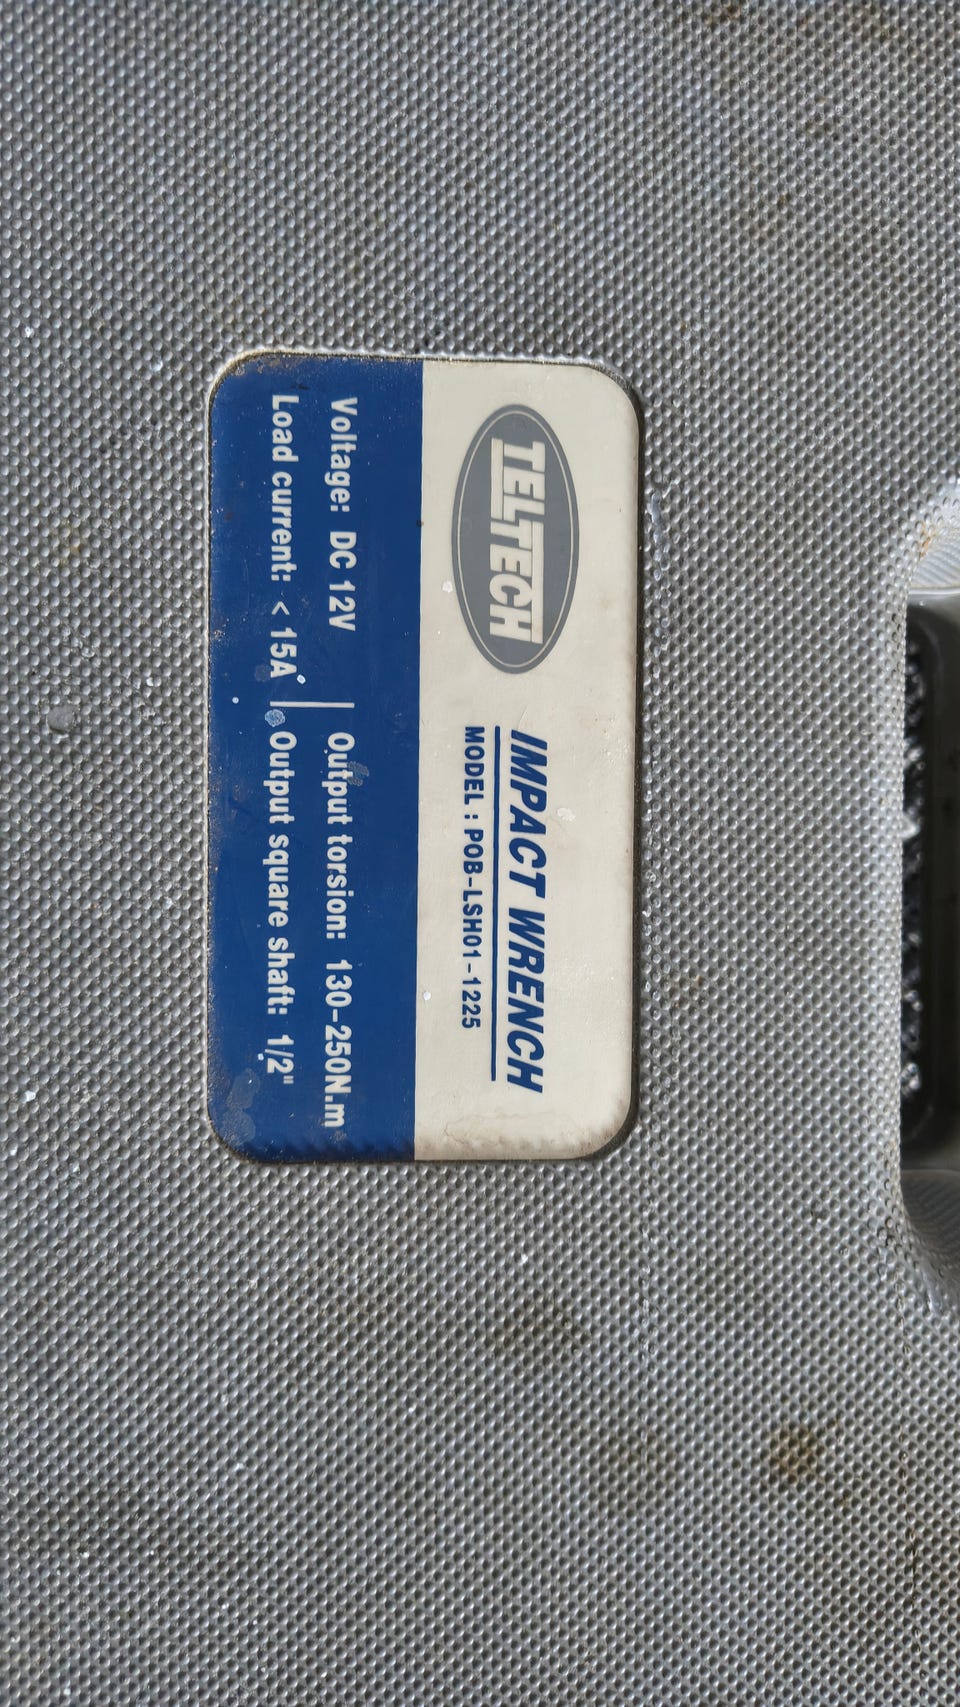 TELTECH
IMPACT WRENCH
MODEL : POB-LSH01-1225
Voltage: DC 12V
Output torsion: 130-250N.m
Load current: < 15A
Output square shaft: 1/2"